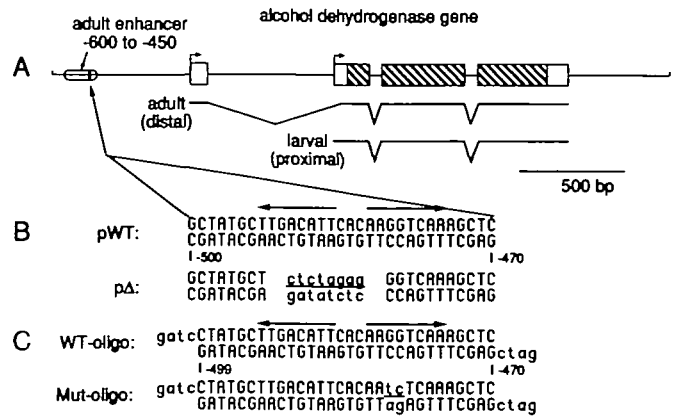 adult enhancer
-600 to -450
alcohol dehydrogenase gene
A
adult
(distal)
larval
(proximal)
500 bp
B
pWT:
GCTATGCTTGACATTCACAAGGTCAAAGCTC
CGATACGAACTGTAAGTGTTCCAGTTTCGAG
-500
-470
pΔ:
GCTATGCT ctctagag GGTCAAAGCTC
CGATACGA gatatctc CCAGTTTCGAG
C
WT-oligo:
gatcCTATGCTTGACATTCACAAGGTCAAAGCTC
GATACGAACTGTAAGTGTTCCAGTTTCGAGctag
-499
-470
Mut-oligo:
gatcCTATGCTTGACATTCACAAtcTCAAAGCTC
GATACGAACTGTAAGTGTTagAGTTTCGAGctag